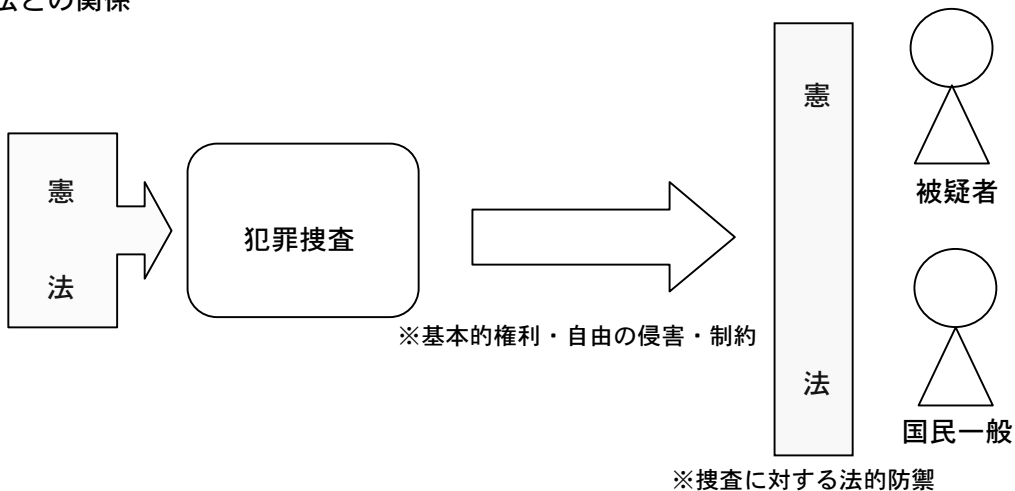 法との関係
憲
法
犯罪捜査
※基本的権利・自由の侵害・制約
憲
法
※捜査に対する法的防禦
被疑者
国民一般